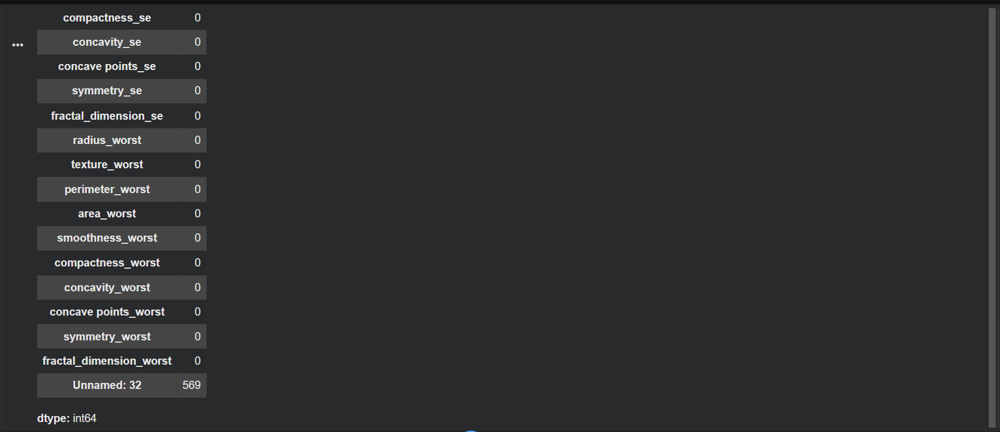 compactness_se 0
concavity_se 0
concave points_se 0
symmetry_se 0
fractal_dimension_se 0
radius_worst 0
texture_worst 0
perimeter_worst 0
area_worst 0
smoothness_worst 0
compactness_worst 0
concavity_worst 0
concave points_worst 0
symmetry_worst 0
fractal_dimension_worst 0
Unnamed: 32 569
dtype: int64